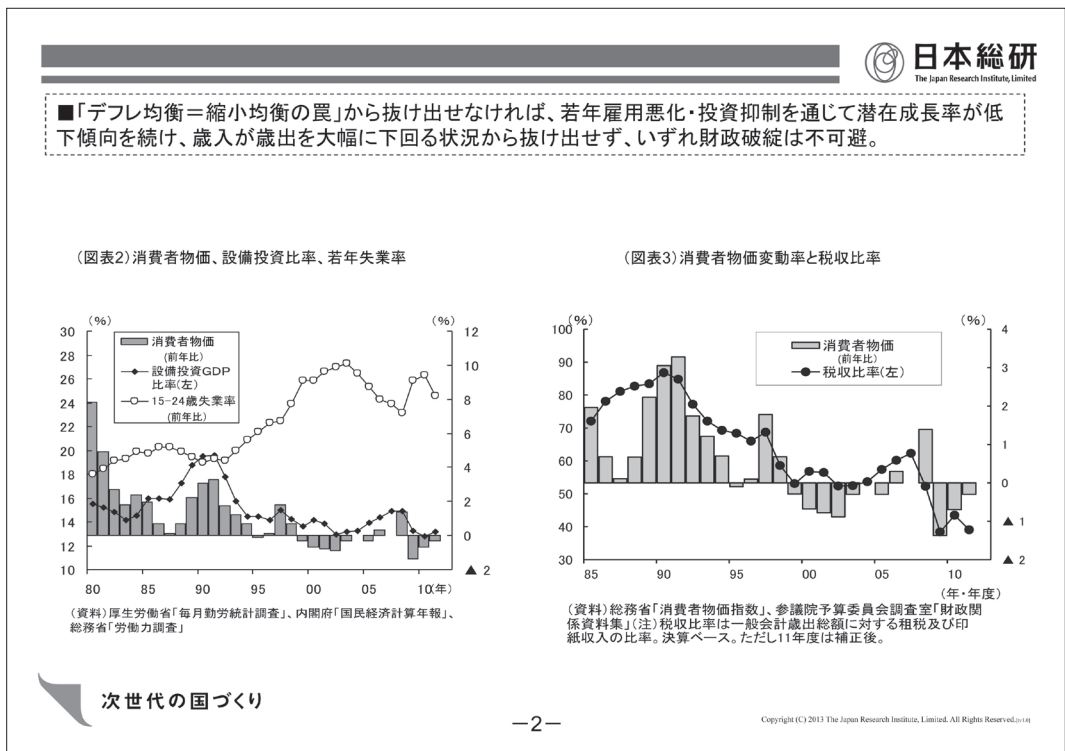 日本総研
The Japan Research Institute, Limited
■「デフレ均衡＝縮小均衡の罠」から抜け出せなければ、若年雇用悪化・投資抑制を通じて潜在成長率が低
下傾向を続け、歳入が歳出を大幅に下回る状況から抜け出せず、いずれ財政破綻は不可避。
（図表2）消費者物価、設備投資比率、若年失業率
（%）
（%）
消費者物価
（前年比）
設備投資GDP
比率（左）
15-24歳失業率
（前年比）
30
28
26
24
22
20
18
16
14
12
10
12
10
8
6
4
2
0
▲ 2
80
85
90
95
00
05
10（年）
（資料）厚生労働省「毎月勤労統計調査」、内閣府「国民経済計算年報」、
総務省「労働力調査」
（図表3）消費者物価変動率と税収比率
（%）
（%）
消費者物価
（前年比）
税収比率（左）
100
90
80
70
60
50
40
30
4
3
2
1
0
▲ 1
▲ 2
85
90
95
00
05
10
（年・年度）
（資料）総務省「消費者物価指数」、参議院予算委員会調査室「財政関
係資料集」（注）税収比率は一般会計歳出総額に対する租税及び印
紙収入の比率。決算ベース。ただし11年度は補正後。
次世代の国づくり
－2－
Copyright (C) 2013 The Japan Research Institute, Limited. All Rights Reserved.[v1.0]